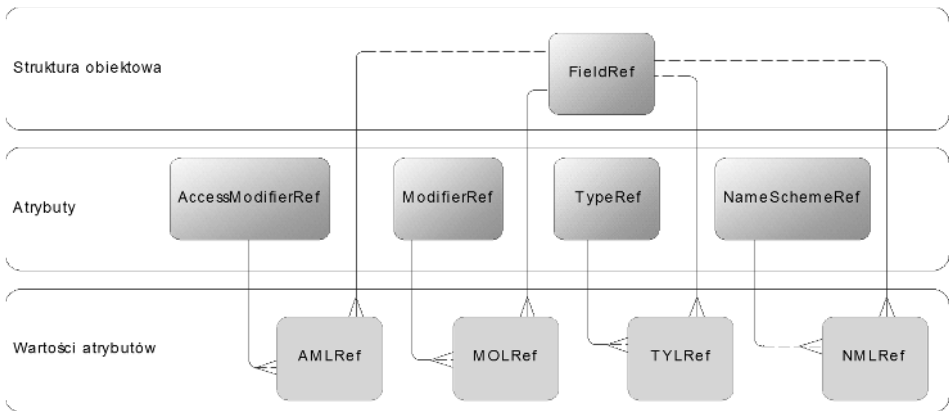 Struktura obiektowa
FieldRef
Atrybuty
AccessModifierRef
ModifierRef
TypeRef
NameSchemeRef
Wartości atrybutów
AMLRef
MOLRef
TYLRef
NMLRef